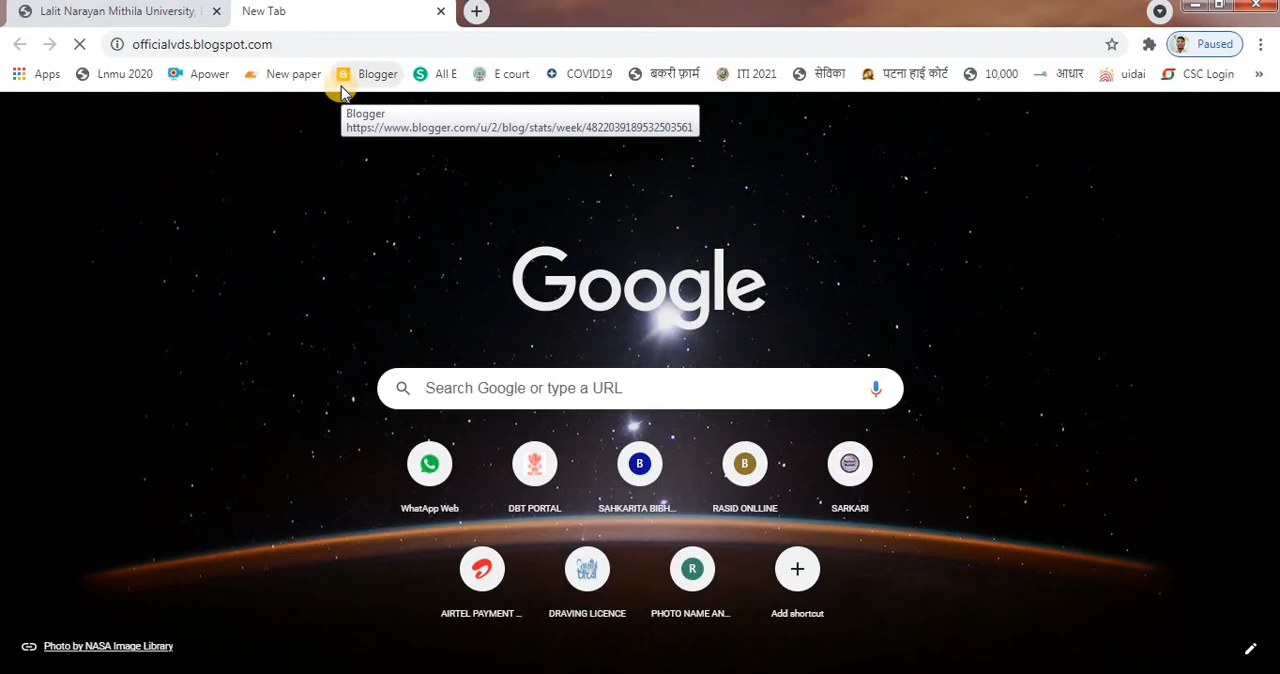 Lalit Narayan Mithila University,
New Tab
officialvds.blogspot.com
Paused
Apps Lnmu 2020 Apower New paper Blogger All E E court COVID19 बकरी फ़ार्म ITI 2021 सेविका पटना हाई कोर्ट 10,000 आधार uidai CSC Login »
Blogger
https://www.blogger.com/u/2/blog/stats/week/4822039189532503561
Google
Search Google or type a URL
B B
WhatApp Web DBT PORTAL SAHKARITA BIBH... RASID ONLLINE SARKARI
R
AIRTEL PAYMENT ... DRAVING LICENCE PHOTO NAME AN... Add shortcut
Photo by NASA Image Library